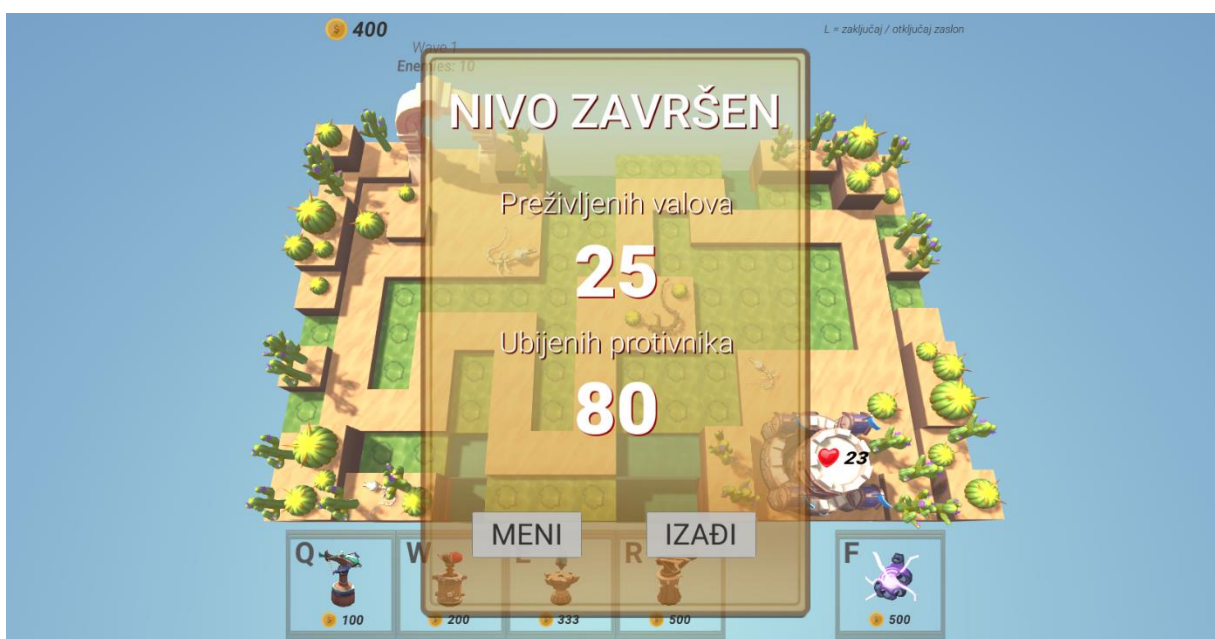 400
L = zaključaj / otključaj zaslon
Wave 1
Enemies: 10
NIVO ZAVRŠEN
Preživljenih valova
25
Ubijenih protivnika
80
23
MENI IZAĐI
Q W E R F
100 200 333 500 500